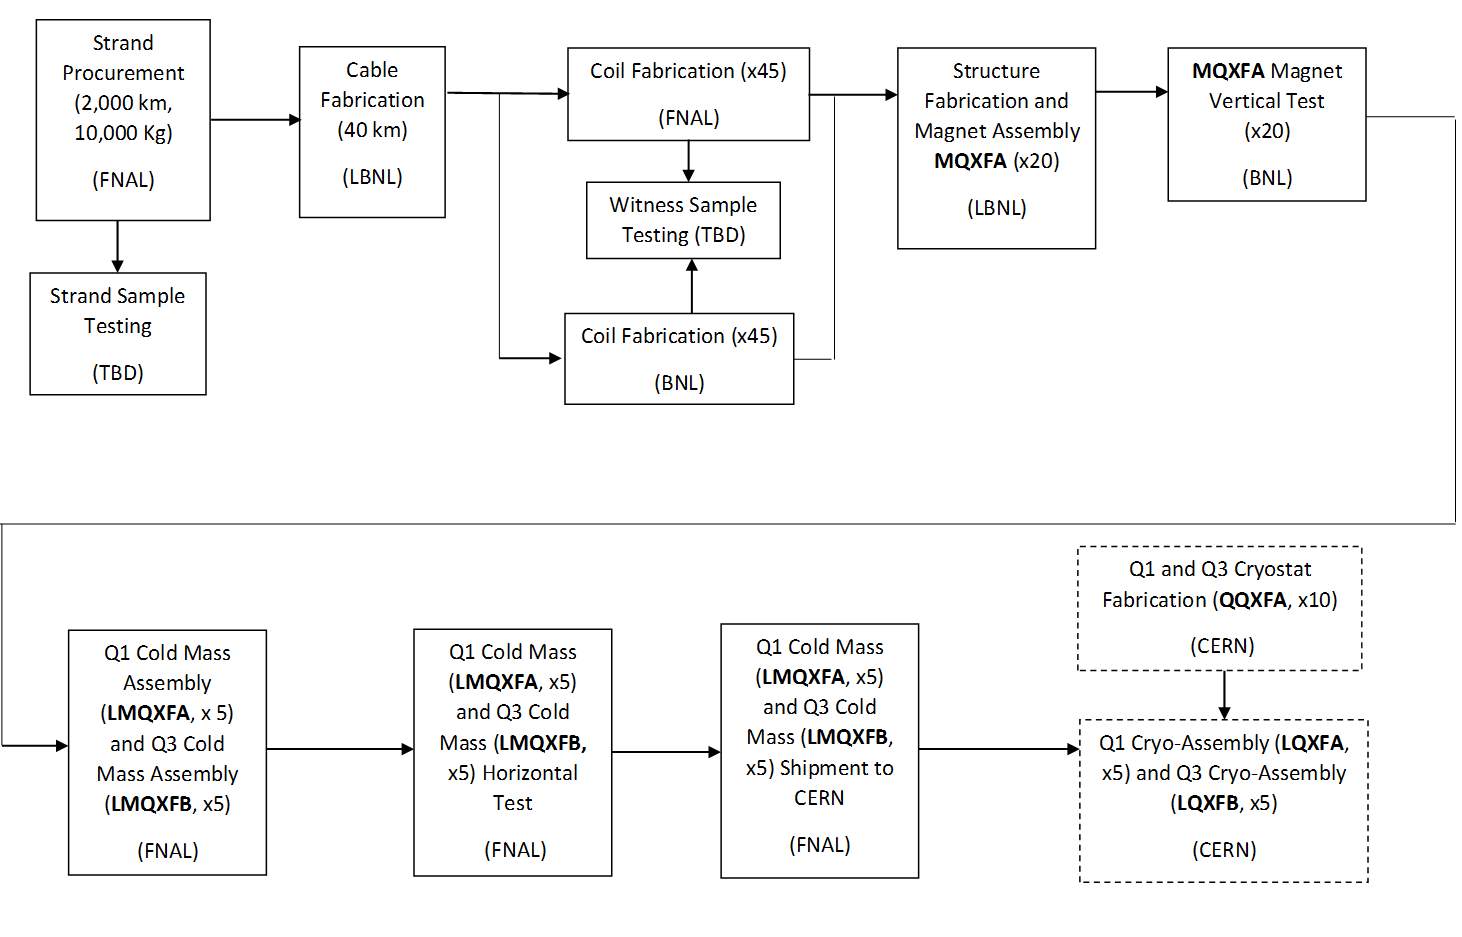 Strand
Procurement
(2,000 km,
10,000 Kg)
(FNAL)
Strand Sample
Testing
(TBD)
Cable
Fabrication
(40 km)
(LBNL)
Coil Fabrication (x45)
(FNAL)
Witness Sample
Testing (TBD)
Coil Fabrication (x45)
(BNL)
Structure
Fabrication and
Magnet Assembly
MQXFA (x20)
(LBNL)
MQXFA Magnet
Vertical Test
(x20)
(BNL)
Q1 Cold Mass
Assembly
(LMQXFA, x 5)
and Q3 Cold
Mass Assembly
(LMQXFB, x5)
(FNAL)
Q1 Cold Mass
(LMQXFA, x5)
and Q3 Cold
Mass (LMQXFB,
x5) Horizontal
Test
(FNAL)
Q1 Cold Mass
(LMQXFA, x5)
and Q3 Cold
Mass (LMQXFB,
x5) Shipment to
CERN
(FNAL)
Q1 and Q3 Cryostat
Fabrication (QQXFA, x10)
(CERN)
Q1 Cryo-Assembly (LQXFA,
x5) and Q3 Cryo-Assembly
(LQXFB, x5)
(CERN)